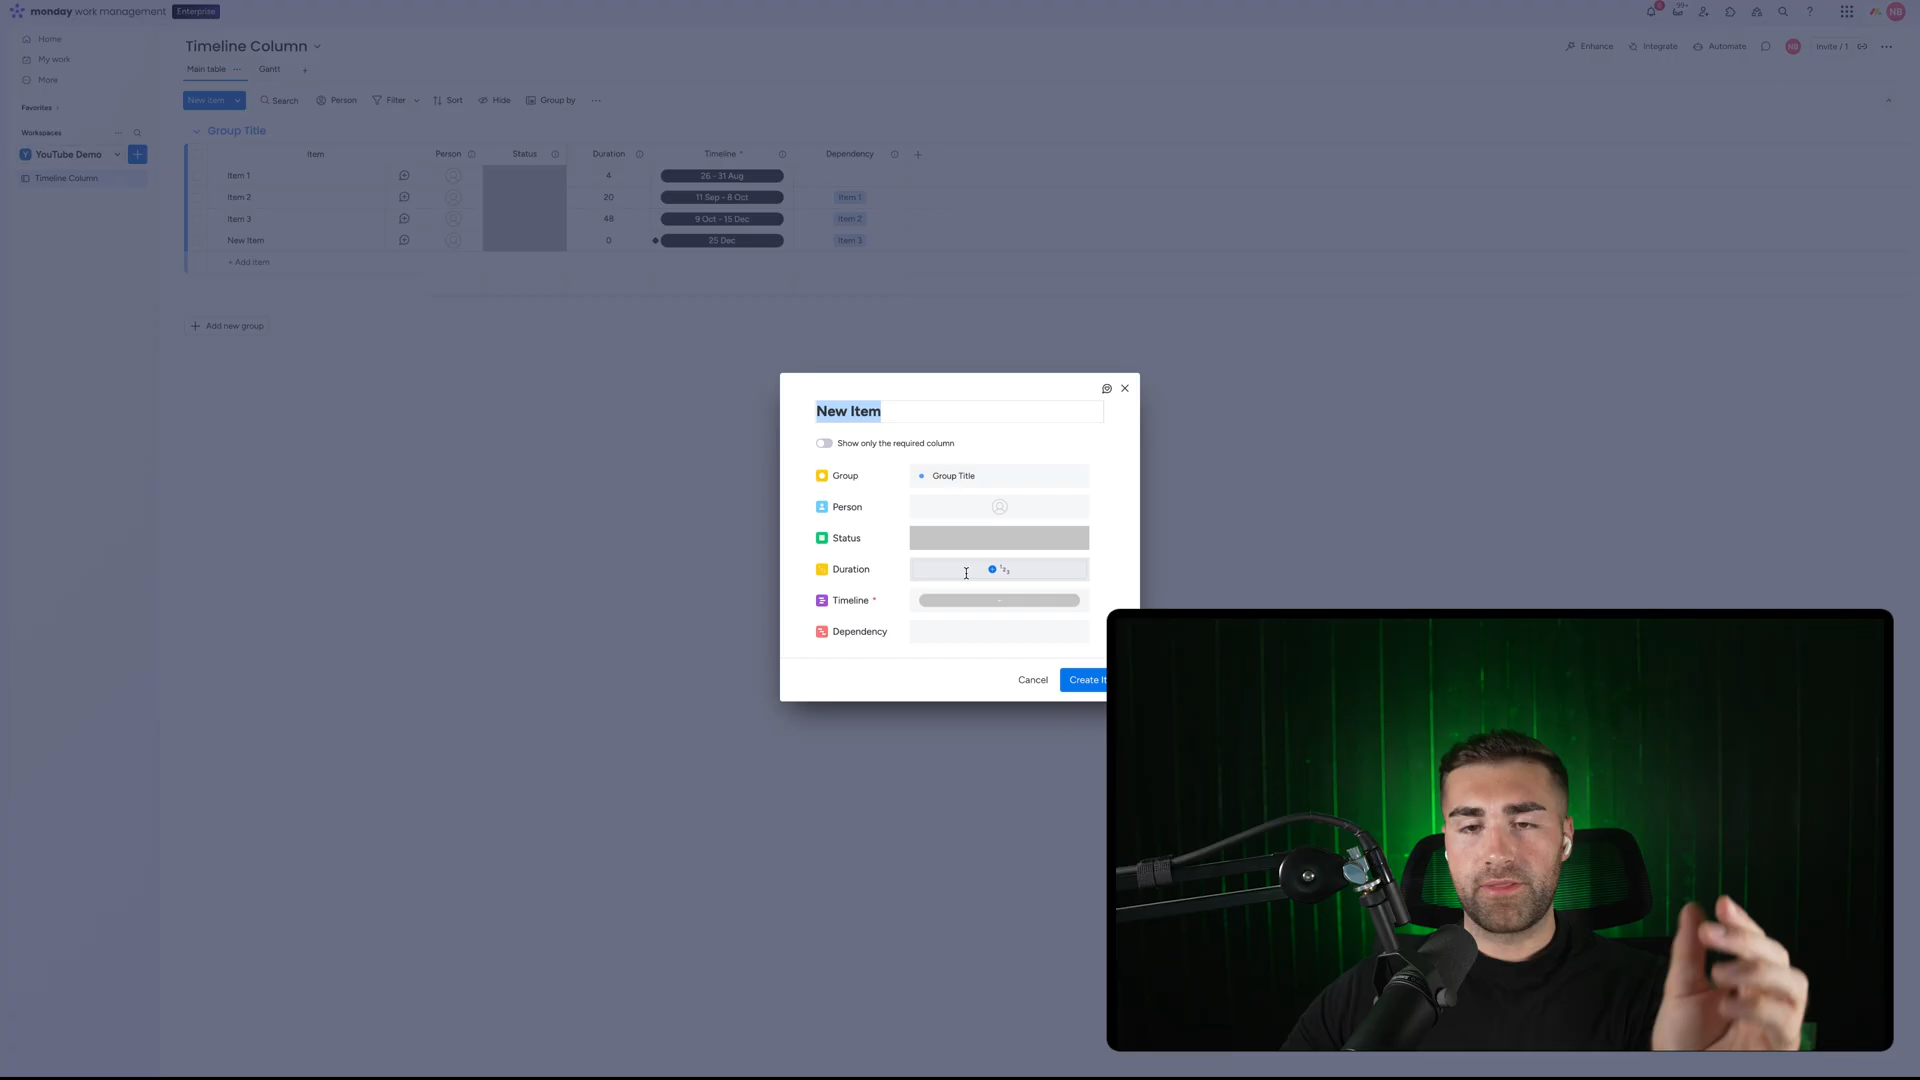 monday work management Enterprise
6 99+ NB
Home
My work
More
Favorites
Workspaces
YouTube Demo
Timeline Column
Timeline Column
Enhance Integrate Automate NB Invite / 1
Main table Gantt
New Item Search Person Filter Sort Hide Group by
Group Title
Item Person Status Duration Timeline * Dependency
Item 1 4 26 - 31 Aug
Item 2 20 11 Sep - 8 Oct Item 1
Item 3 48 9 Oct - 15 Dec Item 2
New Item 0 25 Dec Item 3
+ Add item
Add new group
New Item
Show only the required column
Group Group Title
Person
Status
Duration 123
Timeline * -
Dependency
Cancel Create It